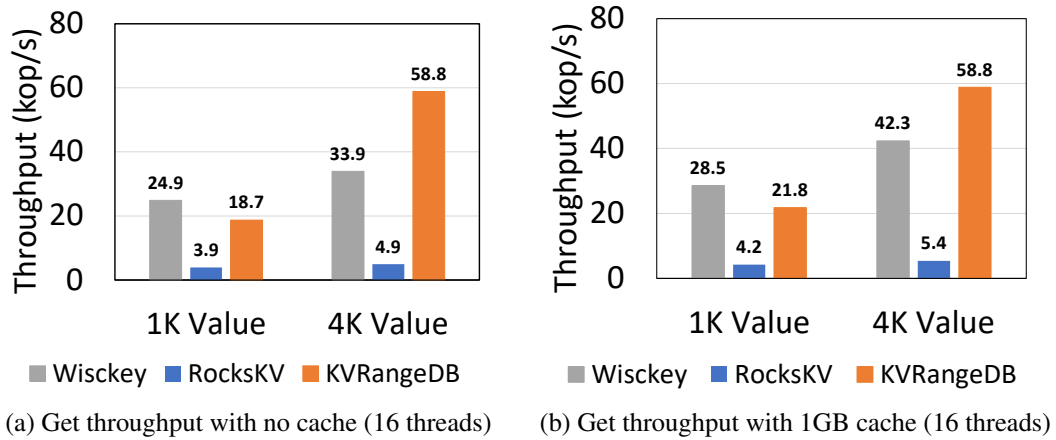 Throughput (kop/s)
80
60
40
20
0
24.9
3.9
18.7
33.9
4.9
58.8
1K Value
4K Value
Wisckey
RocksKV
KVRangeDB
(a) Get throughput with no cache (16 threads)
Throughput (kop/s)
80
60
40
20
0
28.5
4.2
21.8
42.3
5.4
58.8
1K Value
4K Value
Wisckey
RocksKV
KVRangeDB
(b) Get throughput with 1GB cache (16 threads)